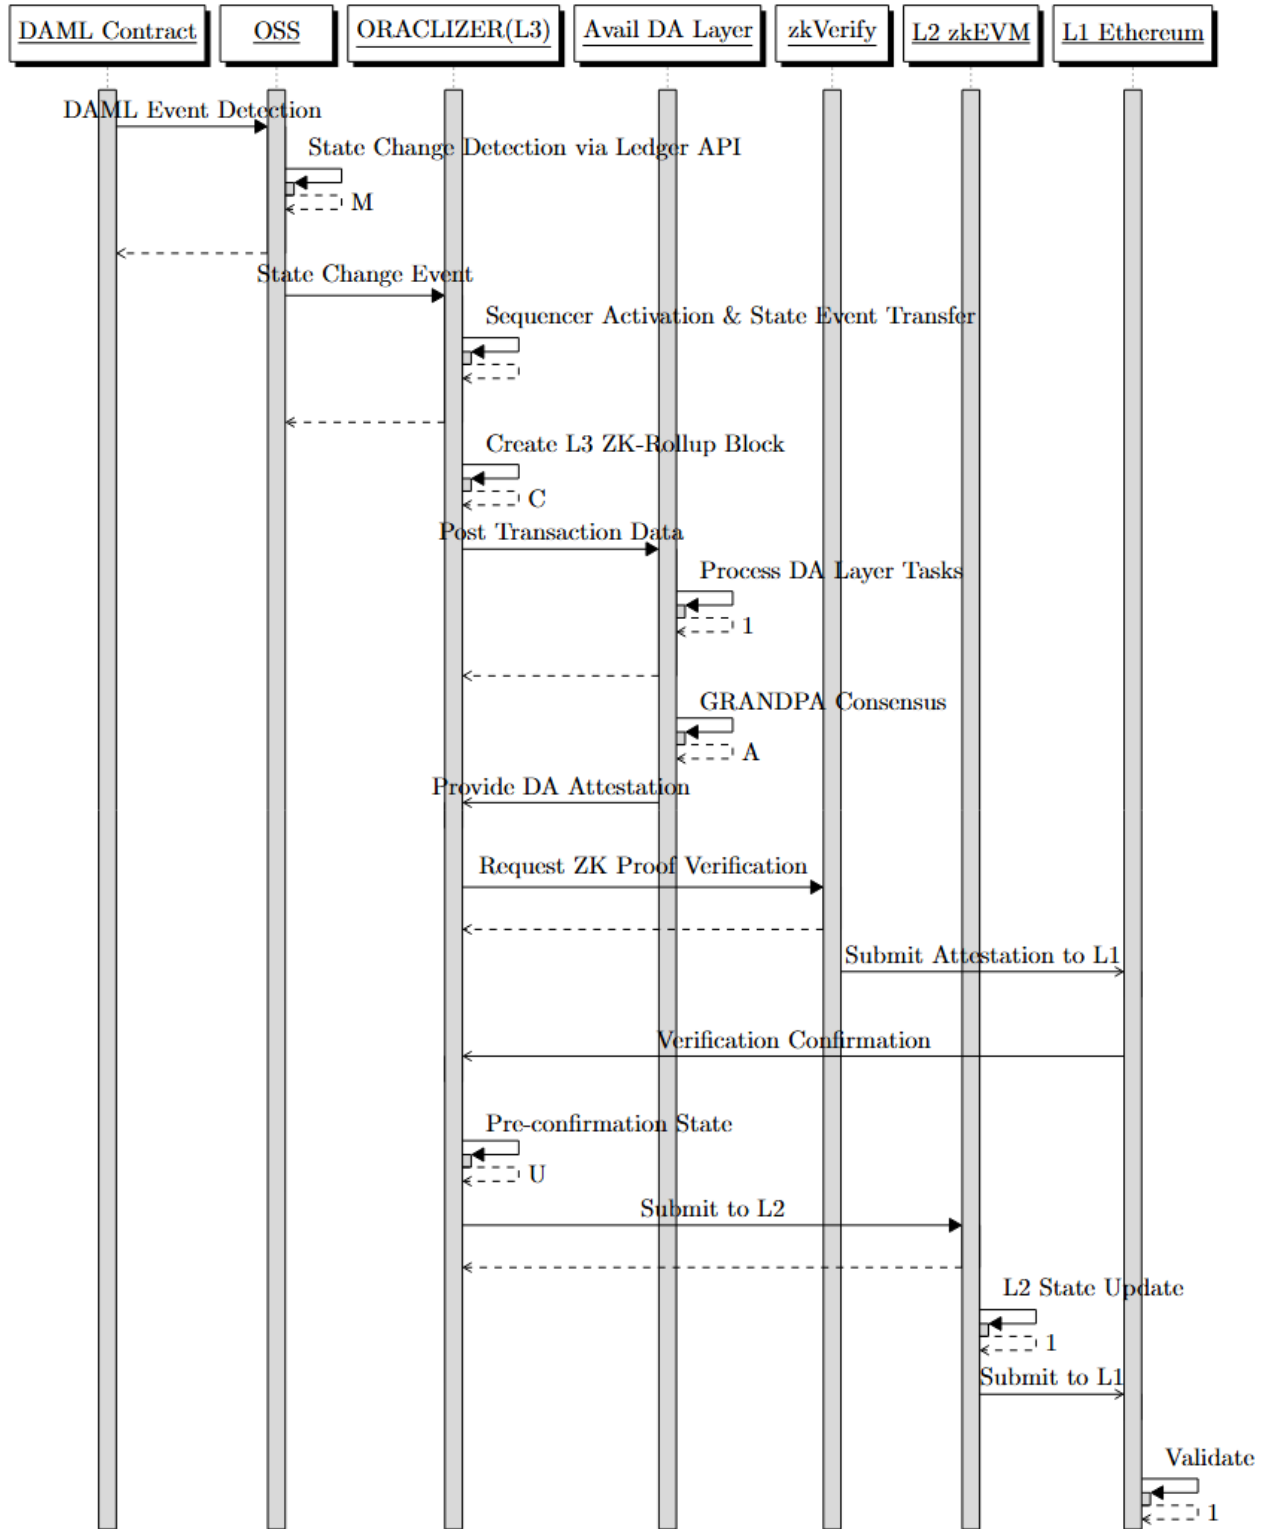 DAML Contract
OSS
ORACLIZER(L3)
Avail DA Layer
zkVerify
L2 zkEVM
L1 Ethereum
DAML Event Detection
State Change Detection via Ledger API
M
State Change Event
Sequencer Activation & State Event Transfer
Create L3 ZK-Rollup Block
C
Post Transaction Data
Process DA Layer Tasks
1
GRANDPA Consensus
A
Provide DA Attestation
Request ZK Proof Verification
Submit Attestation to L1
Verification Confirmation
Pre-confirmation State
U
Submit to L2
L2 State Update
1
Submit to L1
Validate
1